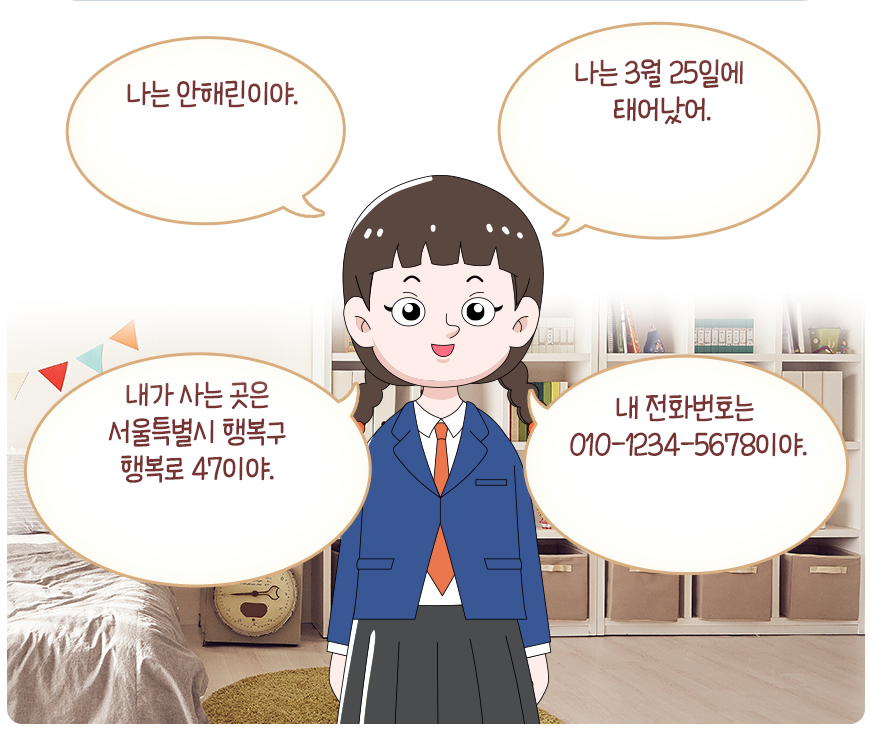 나는 안해린이야.
나는 3월 25일에
태어났어.
내가 사는 곳은
서울특별시 행복구
행복로 47이야.
내 전화번호는
010-1234-5678이야.